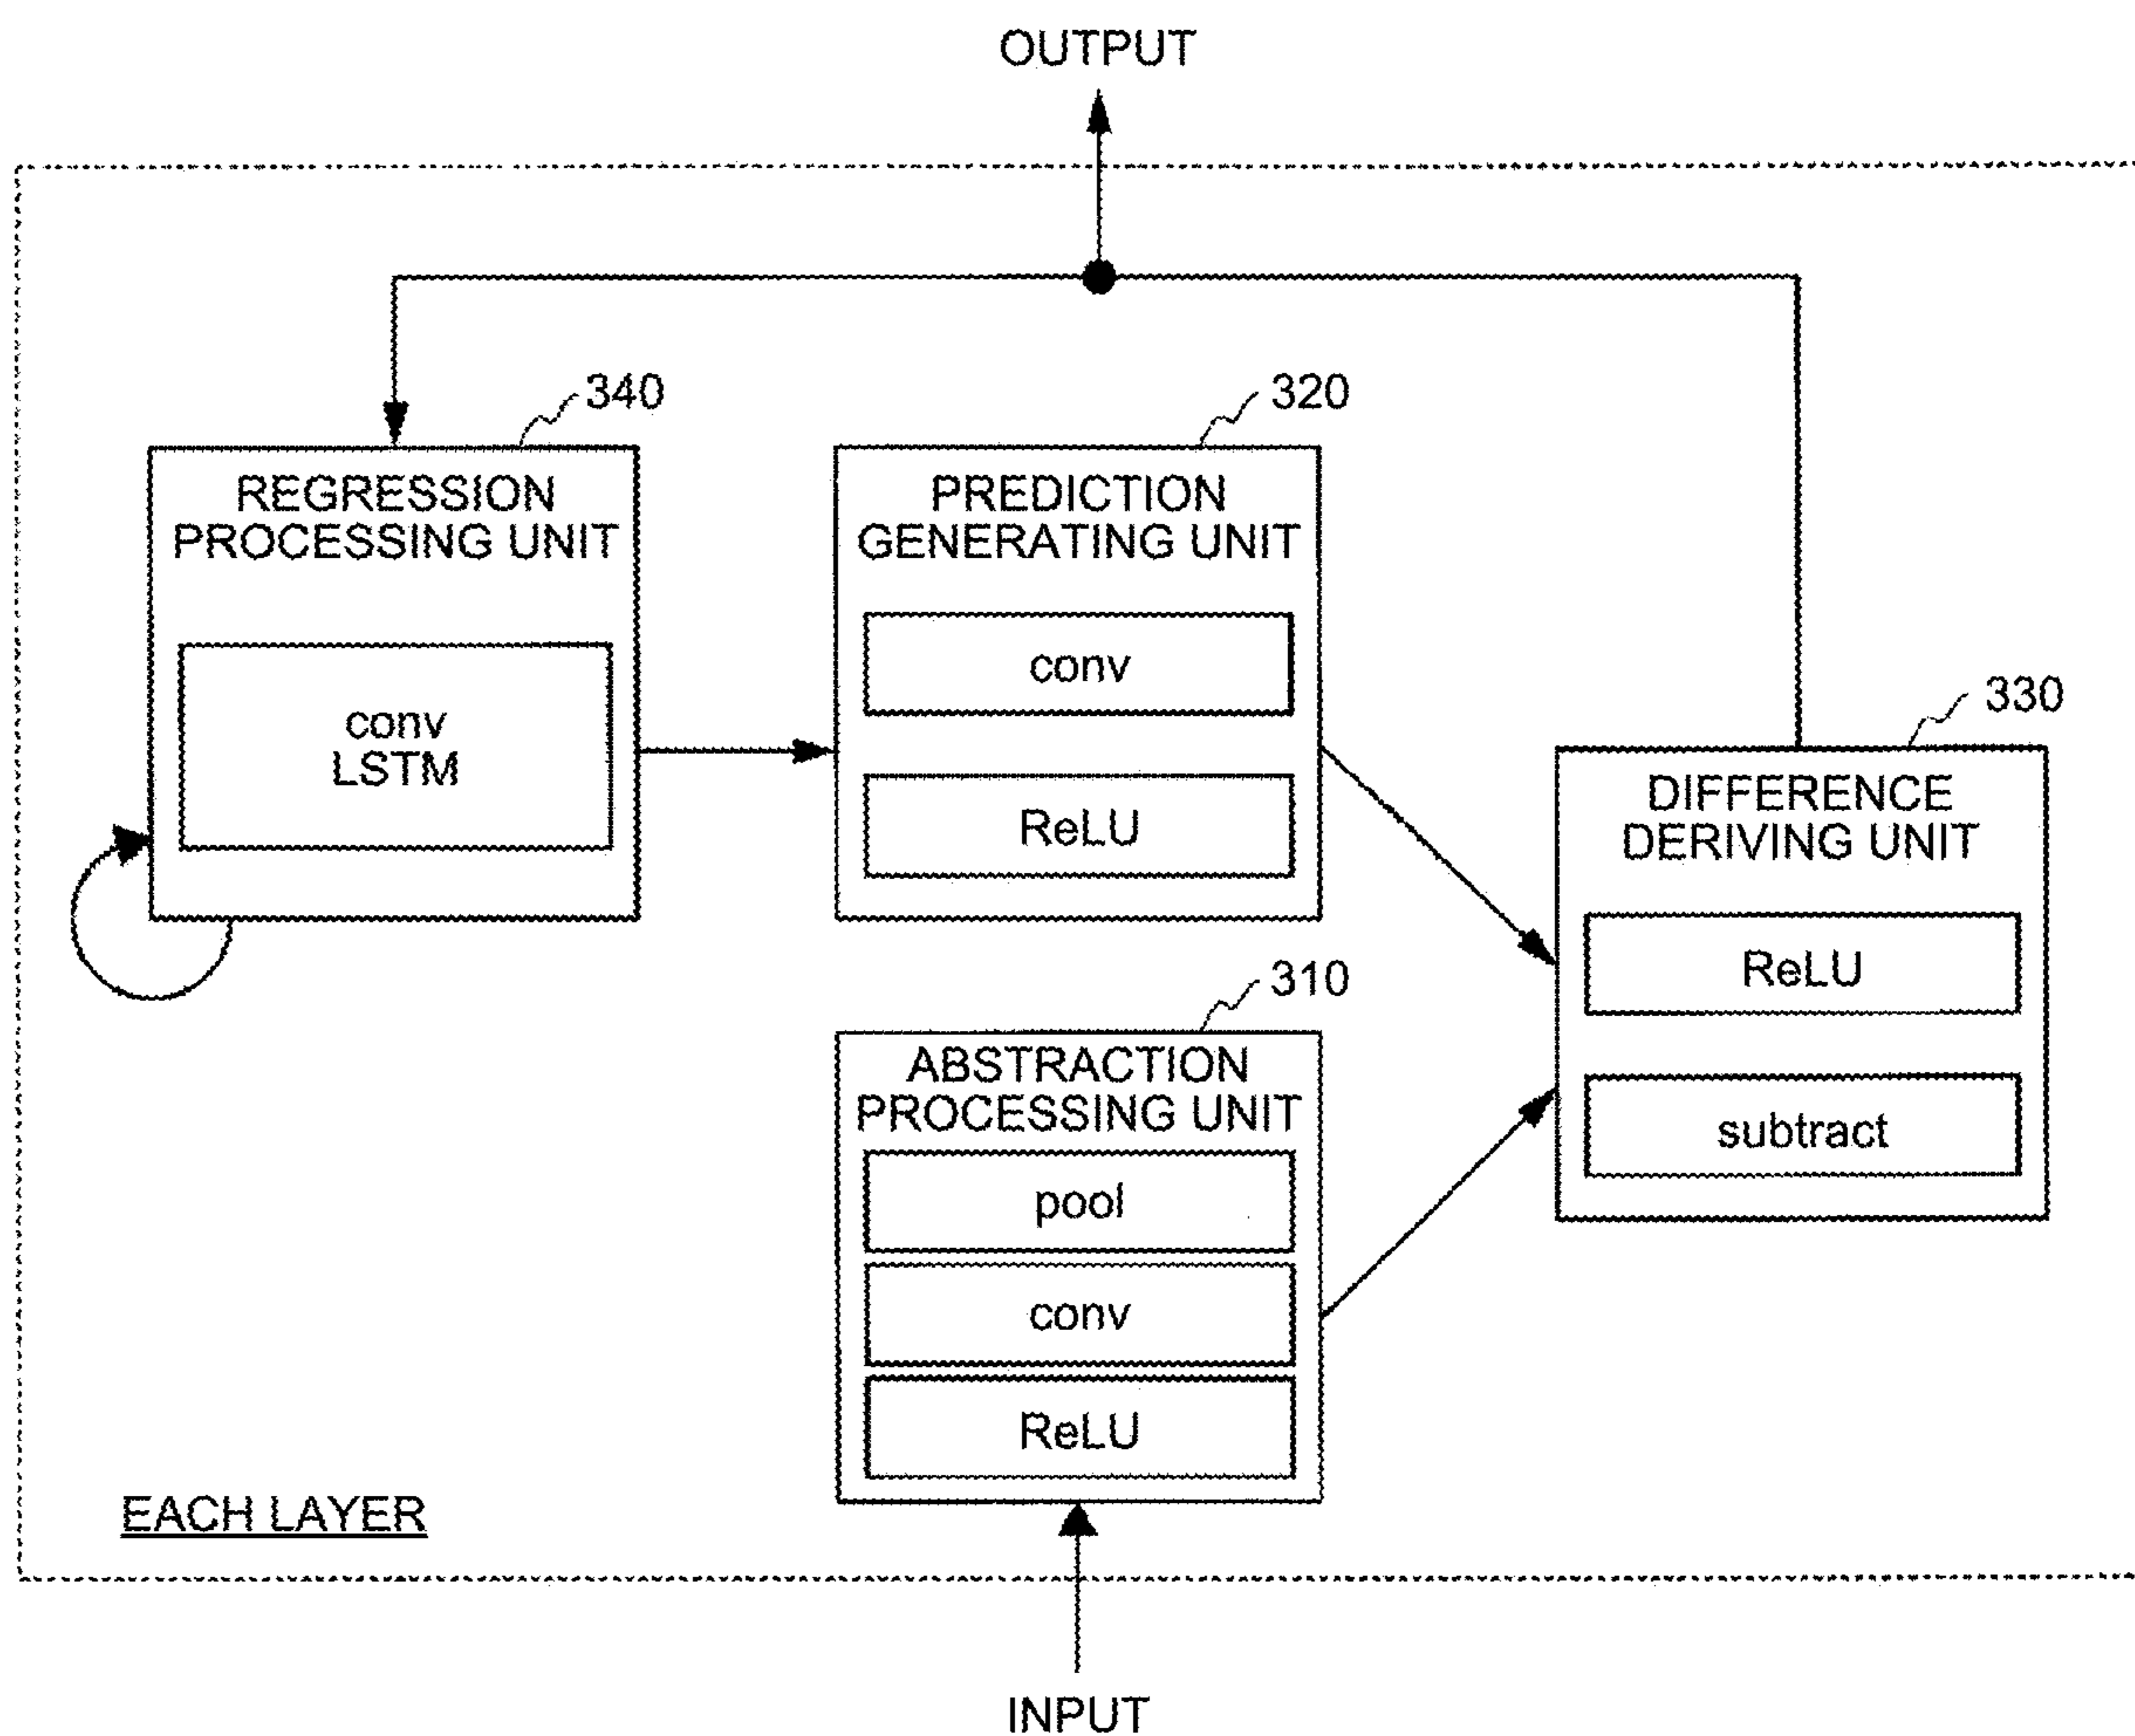 OUTPUT
340
REGRESSION
PROCESSING UNIT
conv
LSTM
320
PREDICTION
GENERATING UNIT
conv
ReLU
330
DIFFERENCE
DERIVING UNIT
ReLU
subtract
310
ABSTRACTION
PROCESSING UNIT
pool
conv
ReLU
EACH LAYER
INPUT